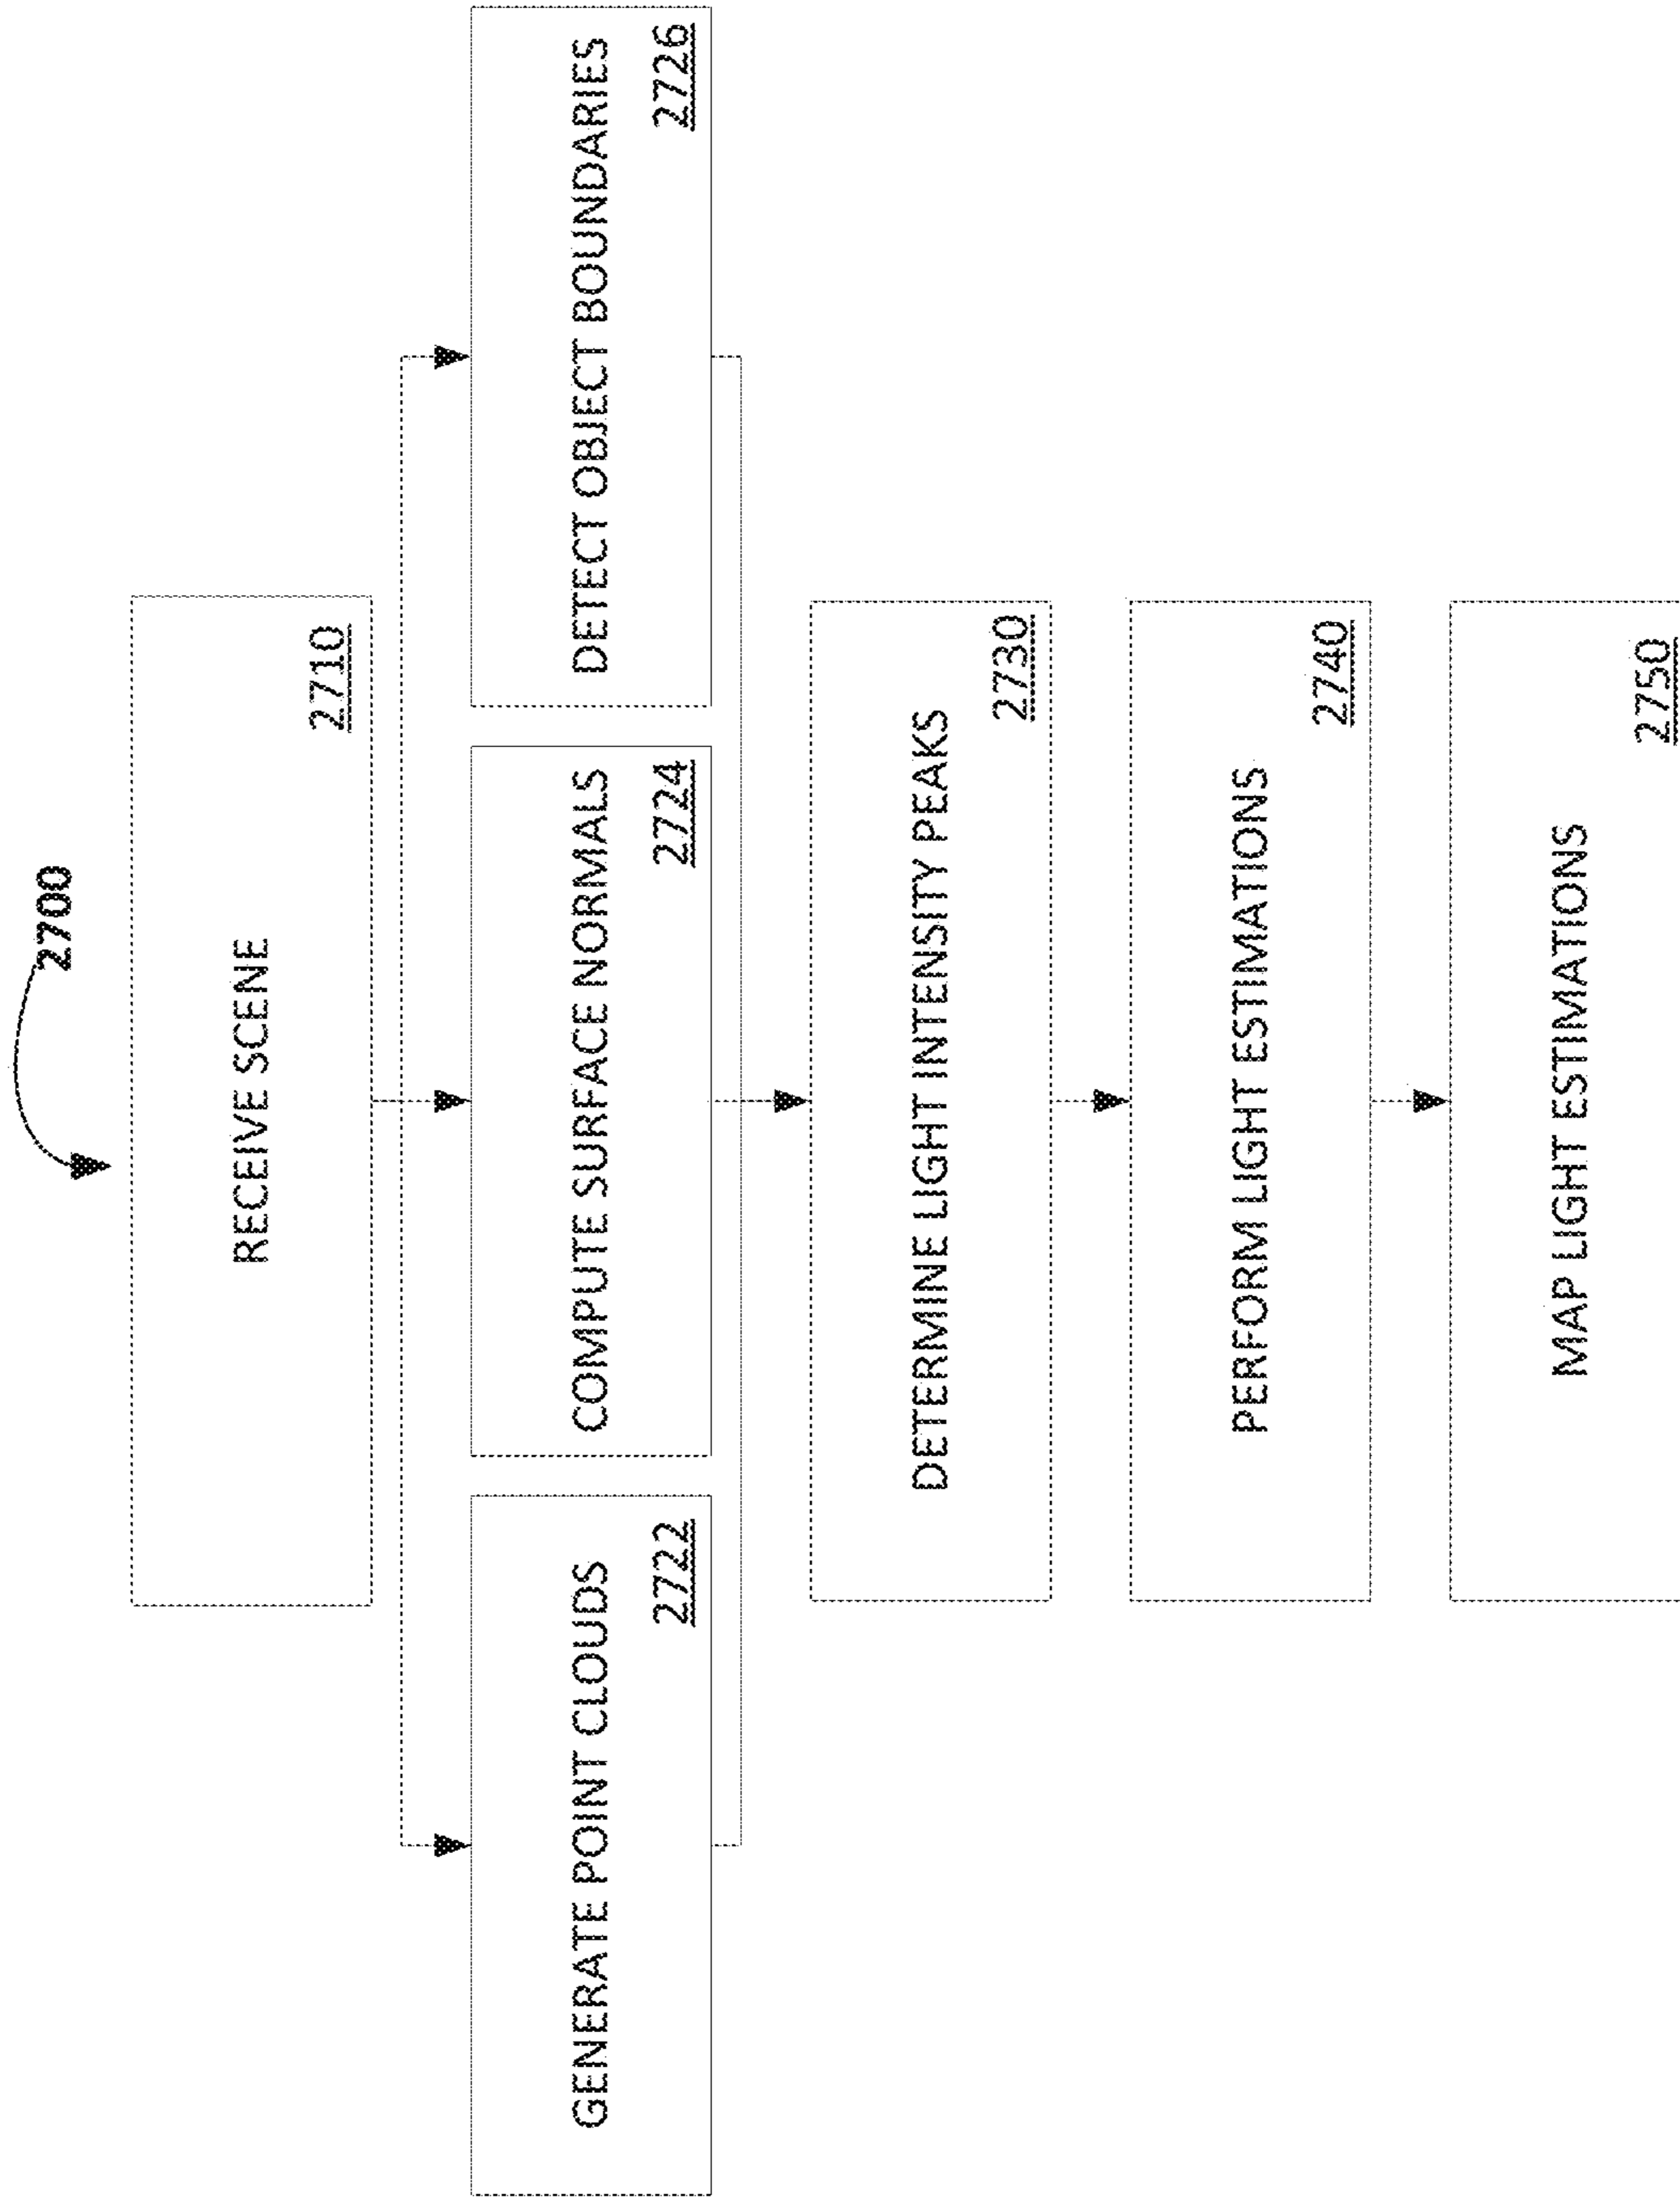 2700
RECEIVE SCENE
2710
GENERATE POINT CLOUDS
2722
COMPUTE SURFACE NORMALS
2724
DETECT OBJECT BOUNDARIES
2726
DETERMINE LIGHT INTENSITY PEAKS
2730
PERFORM LIGHT ESTIMATIONS
2740
MAP LIGHT ESTIMATIONS
2750